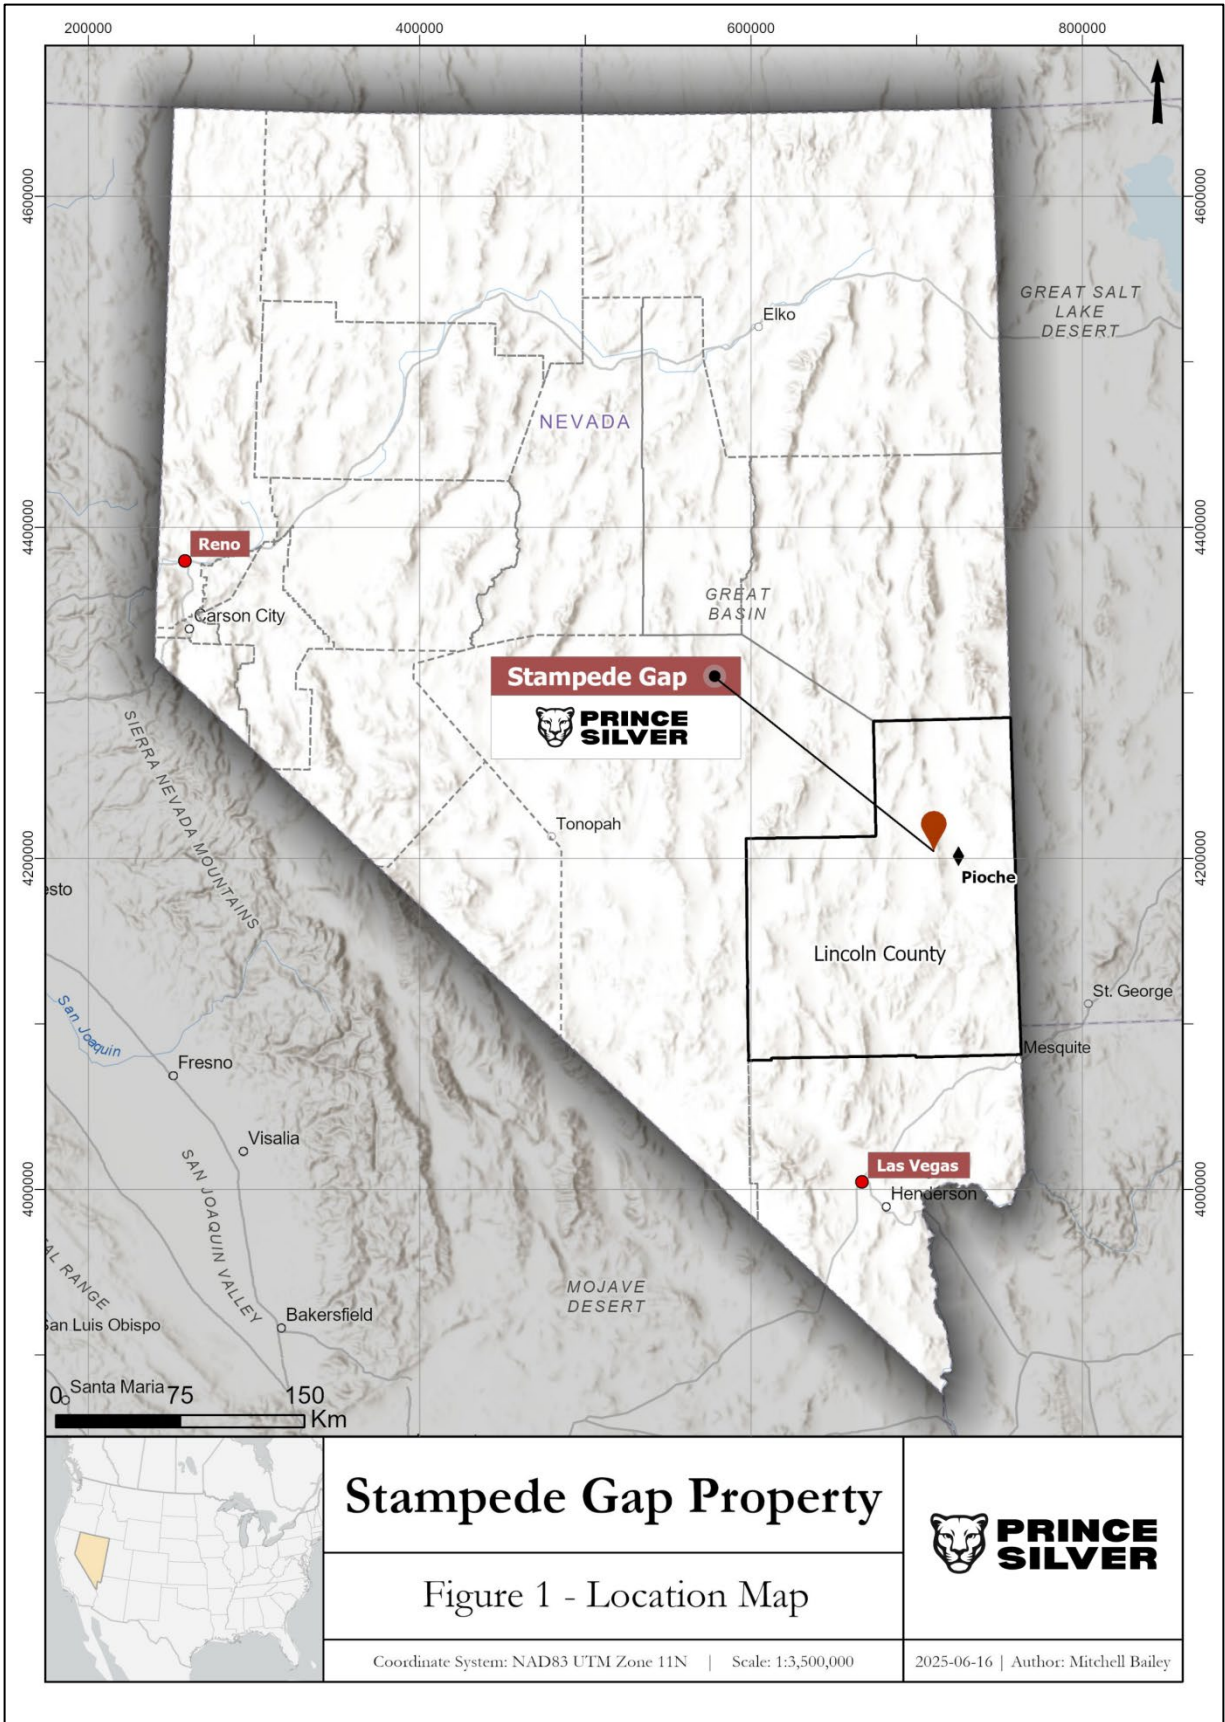 200000
400000
600000
800000
4600000
4600000
GREAT SALT
LAKE
DESERT
Elko
NEVADA
4400000
4400000
Reno
GREAT
BASIN
Carson City
Stampede Gap
PRINCE
SILVER
SIERRA NEVADA MOUNTAINS
Tonopah
4200000
4200000
Pioche
esto
Lincoln County
St. George
San Joaquin
Mesquite
Fresno
Visalia
SAN JOAQUIN VALLEY
Las Vegas
4000000
4000000
Henderson
AL RANGE
MOJAVE
DESERT
Bakersfield
San Luis Obispo
Santa Maria
0 75 150
Km
Stampede Gap Property
Figure 1 - Location Map
PRINCE
SILVER
Coordinate System: NAD83 UTM Zone 11N | Scale: 1:3,500,000
2025-06-16 | Author: Mitchell Bailey